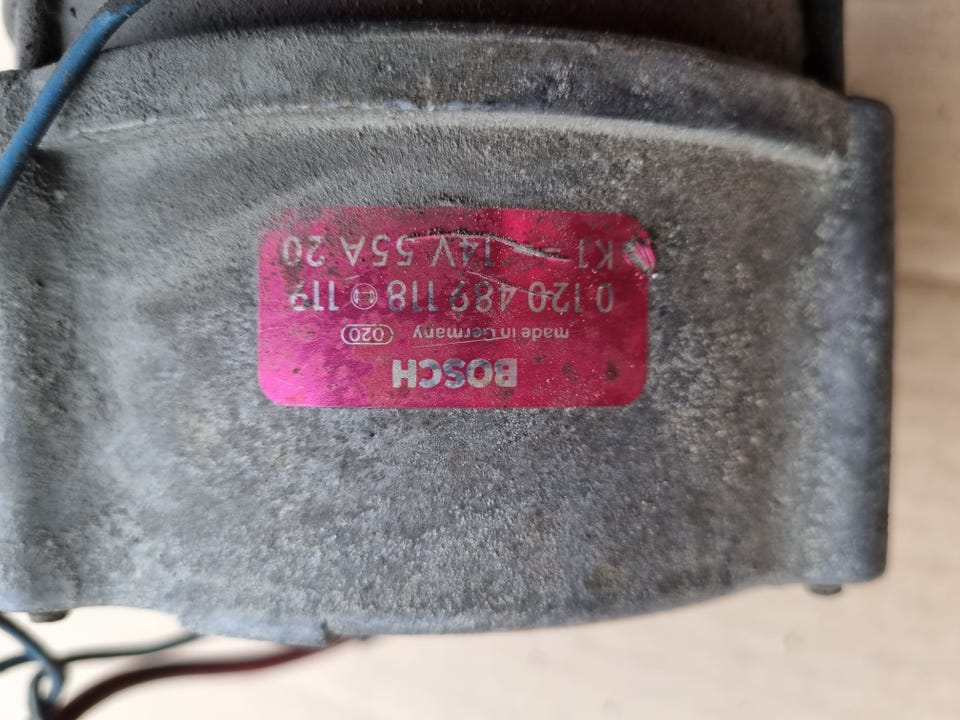 BOSCH
made in Germany 020
0 120 489 118 119
K1 → 14V 55A 20